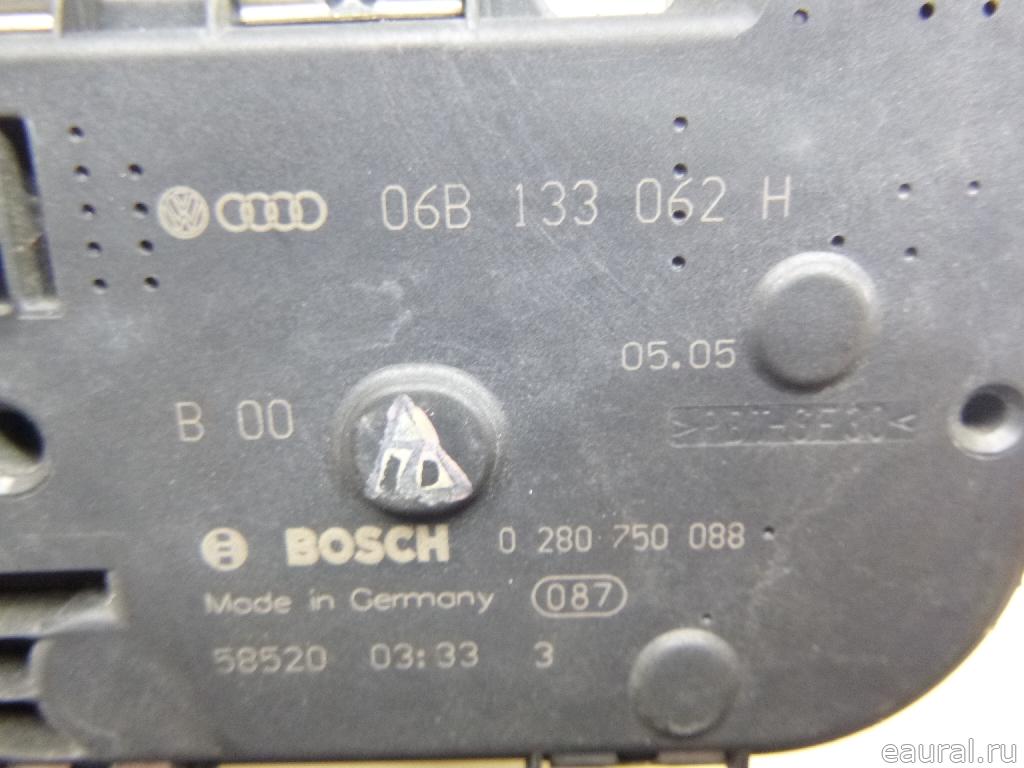 06B 133 062 H
05.05
B 00
ПО
BOSCH 0 280 750 088
Made in Germany 087
58520 03:33 3
eaural.ru